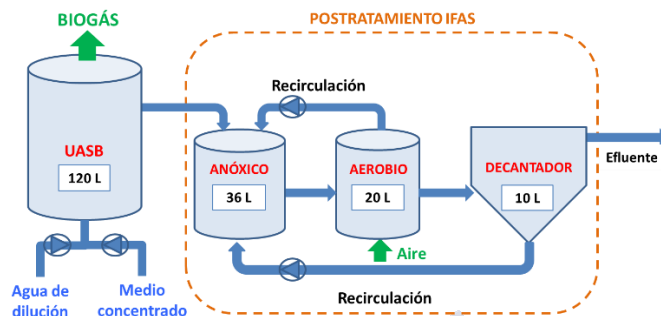 BIOGÁS
POSTRATAMIENTO IFAS
Recirculación
UASB
120 L
ANÓXICO
36 L
AEROBIO
20 L
DECANTADOR
10 L
Efluente
Aire
Agua de
dilución
Medio
concentrado
Recirculación